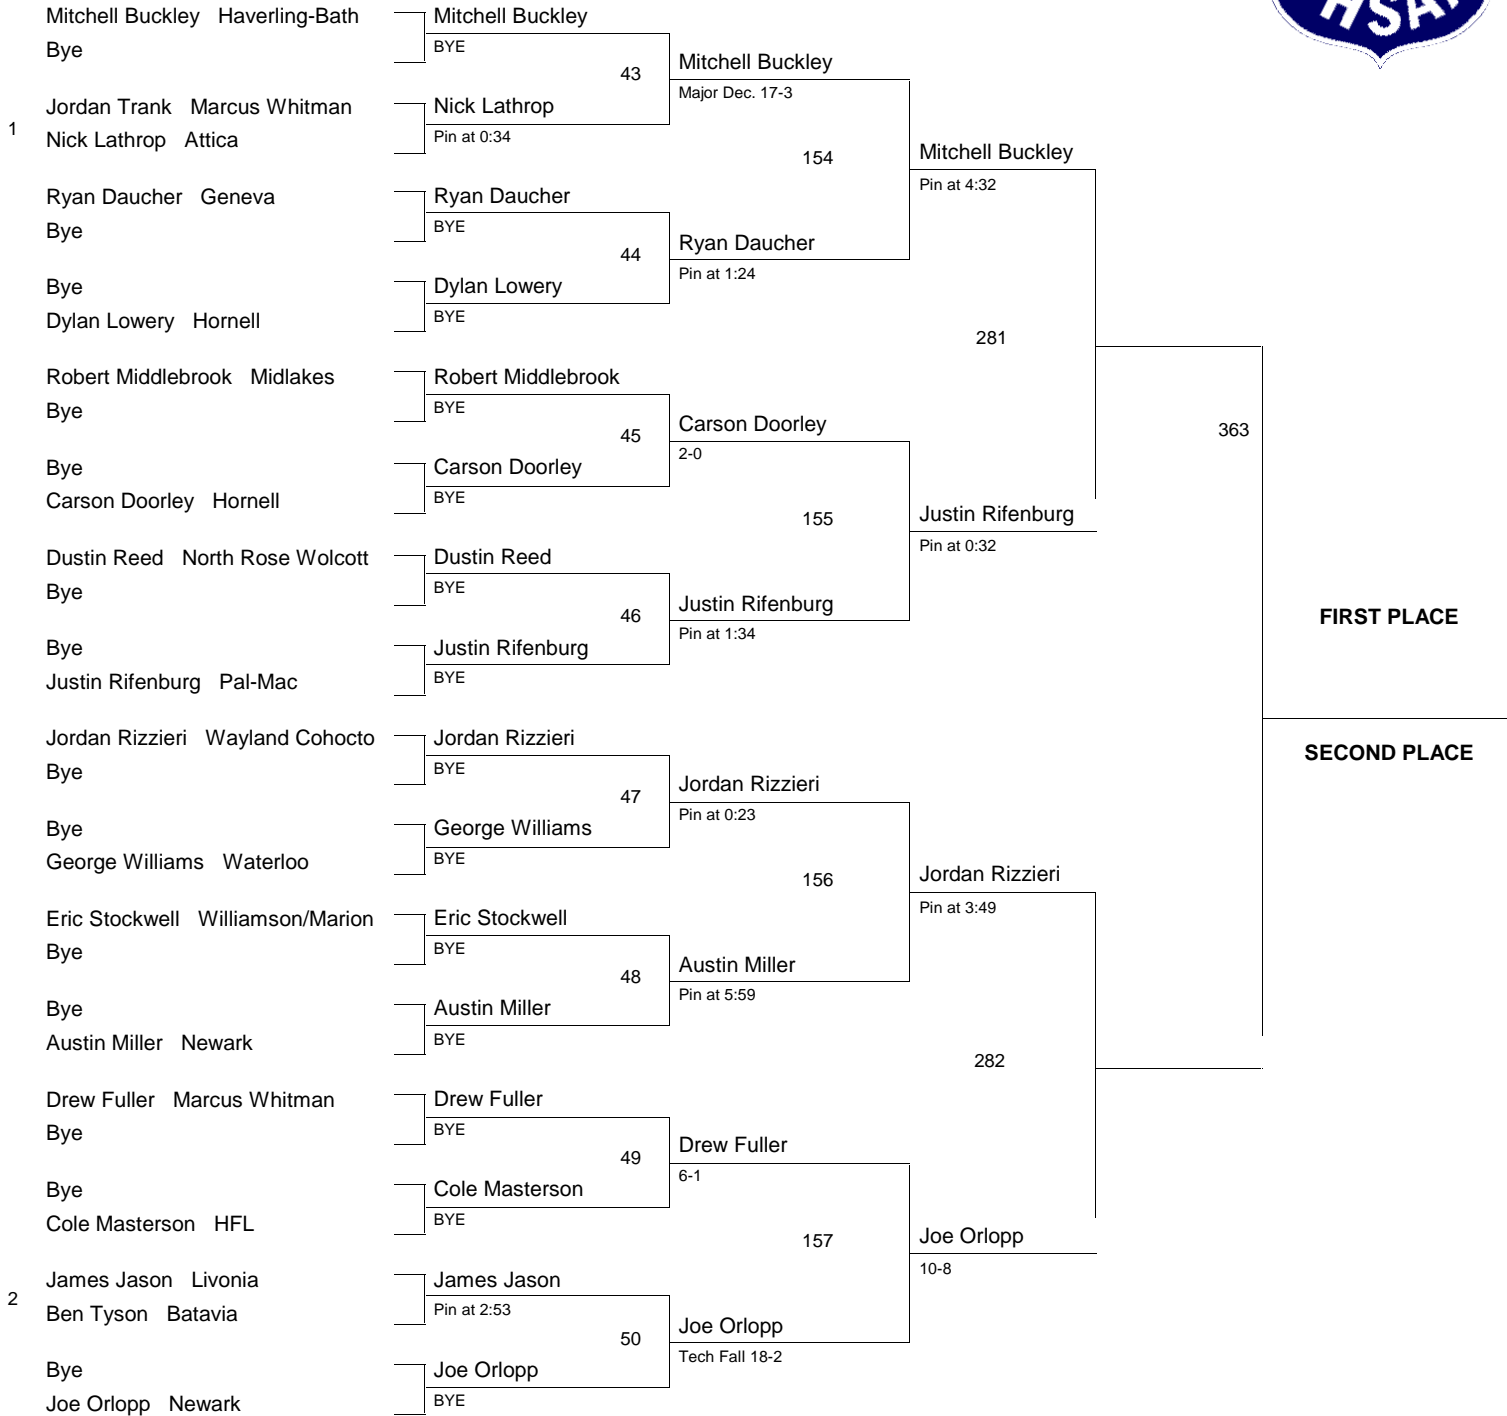 HSAA
Mitchell Buckley Haverling-Bath
Bye
1
Jordan Trank Marcus Whitman
Nick Lathrop Attica
Ryan Daucher Geneva
Bye
Bye
Dylan Lowery Hornell
Robert Middlebrook Midlakes
Bye
Bye
Carson Doorley Hornell
Dustin Reed North Rose Wolcott
Bye
Bye
Justin Rifenburg Pal-Mac
Jordan Rizzieri Wayland Cohocto
Bye
Bye
George Williams Waterloo
Eric Stockwell Williamson/Marion
Bye
Bye
Austin Miller Newark
Drew Fuller Marcus Whitman
Bye
Bye
Cole Masterson HFL
2
James Jason Livonia
Ben Tyson Batavia
Bye
Joe Orlopp Newark
Mitchell Buckley
BYE
43
Nick Lathrop
Pin at 0:34
Ryan Daucher
BYE
44
Dylan Lowery
BYE
Robert Middlebrook
BYE
45
Carson Doorley
BYE
Dustin Reed
BYE
46
Justin Rifenburg
BYE
Jordan Rizzieri
BYE
47
George Williams
BYE
Eric Stockwell
BYE
48
Austin Miller
BYE
Drew Fuller
BYE
49
Cole Masterson
BYE
James Jason
Pin at 2:53
50
Joe Orlopp
BYE
Mitchell Buckley
Major Dec. 17-3
154
Ryan Daucher
Pin at 1:24
Carson Doorley
2-0
155
Justin Rifenburg
Pin at 1:34
Jordan Rizzieri
Pin at 0:23
156
Austin Miller
Pin at 5:59
Drew Fuller
6-1
157
Joe Orlopp
Tech Fall 18-2
Mitchell Buckley
Pin at 4:32
281
Justin Rifenburg
Pin at 0:32
Jordan Rizzieri
Pin at 3:49
282
Joe Orlopp
10-8
363
FIRST PLACE
SECOND PLACE